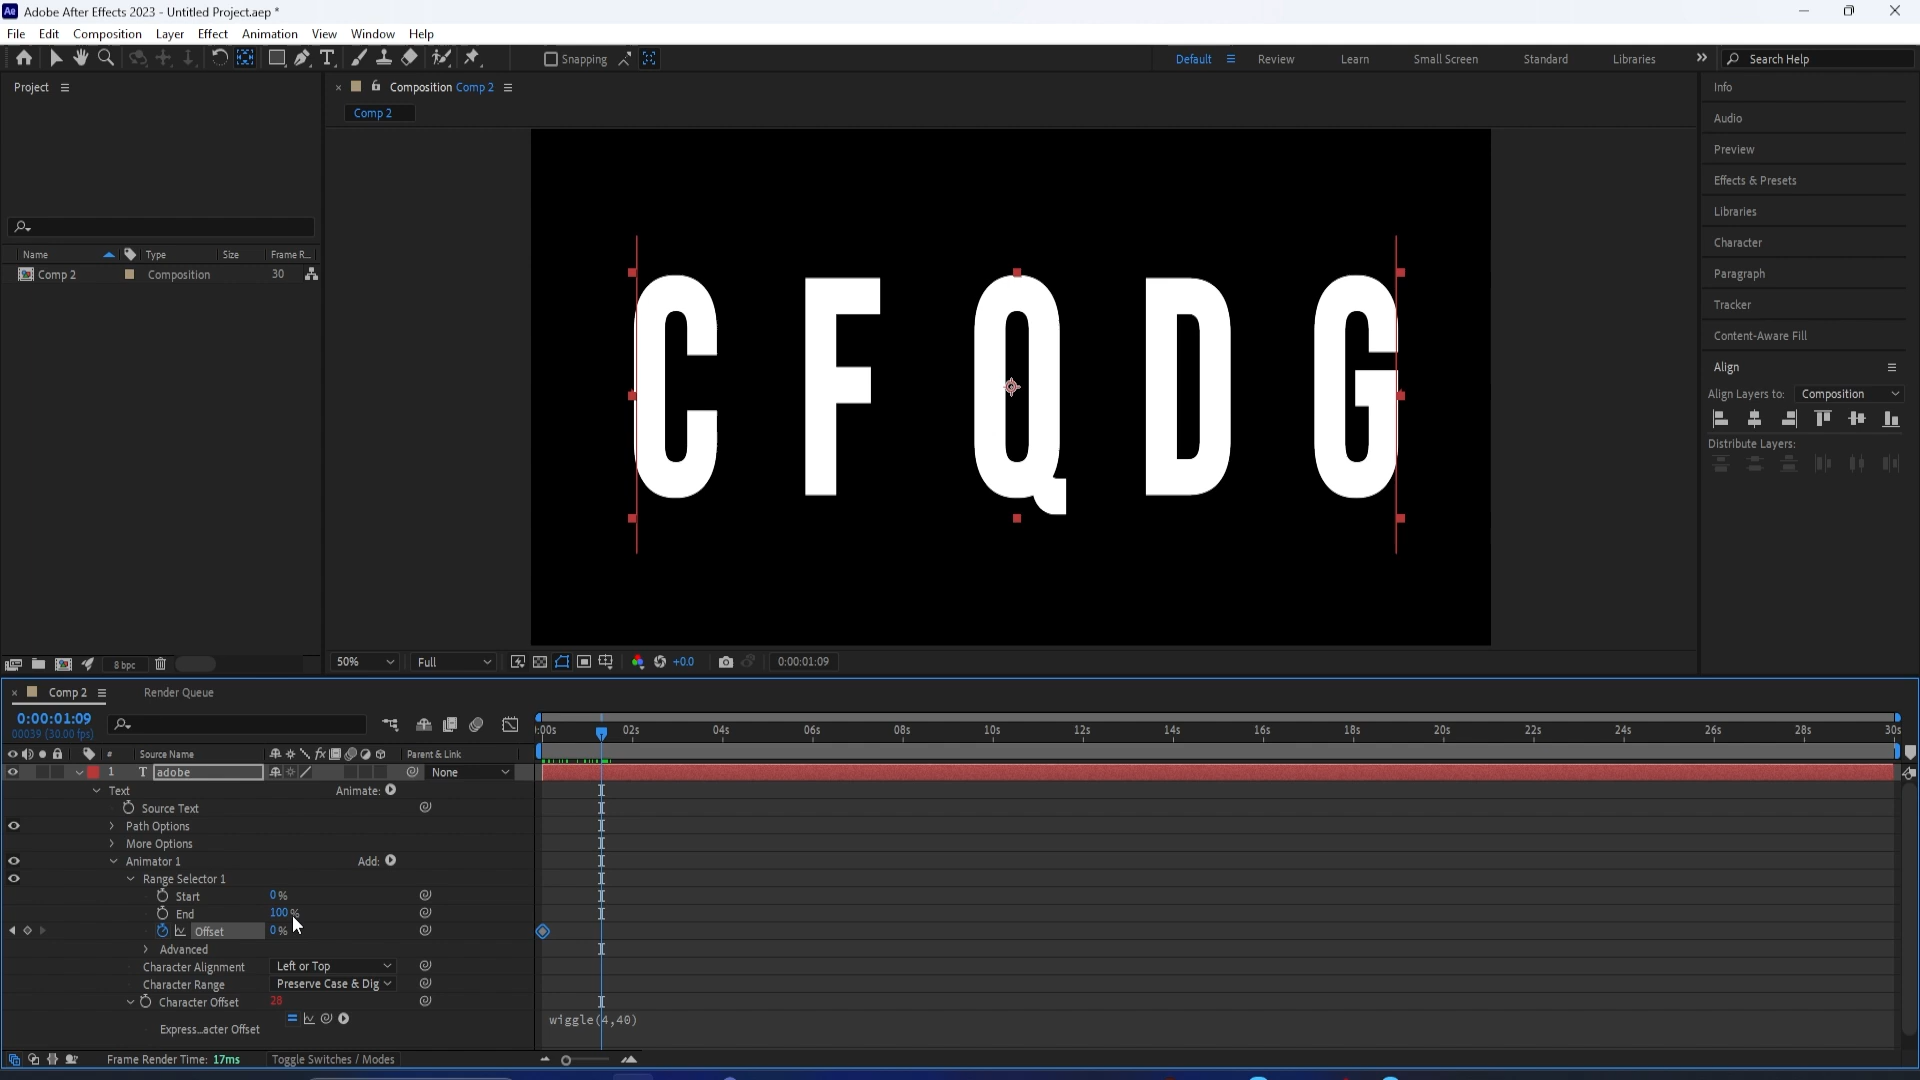 Ae Adobe After Effects 2023 - Untitled Project.aep *
File Edit Composition Layer Effect Animation View Window Help
Snapping
Default Review Learn Small Screen Standard Libraries » Search Help
Project
× Composition Comp 2
Comp 2
Name Type Size Frame R...
Comp 2 Composition 30
C F Q D G
Info
Audio
Preview
Effects & Presets
Libraries
Character
Paragraph
Tracker
Content-Aware Fill
Align
Align Layers to: Composition
Distribute Layers:
8 bpc
50% Full +0.0 0:00:01:09
× Comp 2 Render Queue
0:00:01:09
00039 (30.00 fps)
# Source Name fx Parent & Link
:00s 02s 04s 06s 08s 10s 12s 14s 16s 18s 20s 22s 24s 26s 28s 30s
1 T adobe None
Text Animate:
Source Text
Path Options
More Options
Animator 1 Add:
Range Selector 1
Start 0%
End 100%
Offset 0%
Advanced
Character Alignment Left or Top
Character Range Preserve Case & Dig
Character Offset 28
Express...acter Offset wiggle(4,40)
Frame Render Time: 17ms Toggle Switches / Modes